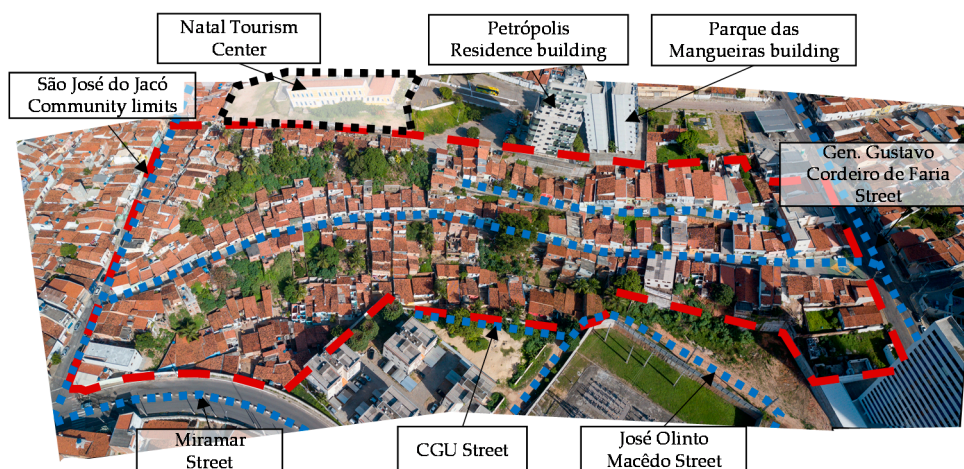 Natal Tourism
Center
Petrópolis
Residence building
Parque das
Mangueiras building
São José do Jacó
Community limits
Gen. Gustavo
Cordeiro de Faria
Street
Miramar
Street
CGU Street
José Olinto
Macêdo Street